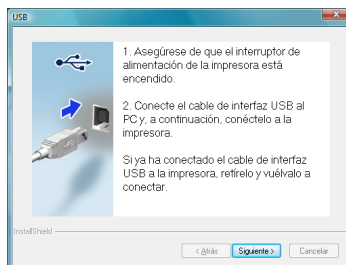 USB
1. Asegúrese de que el interruptor de
alimentación de la impresora está
encendido.
2. Conecte el cable de interfaz USB al
PC y, a continuación, conéctelo a la
impresora.
Si ya ha conectado el cable de interfaz
USB a la impresora, retírelo y vuélvalo a
conectar.
InstallShield
< Atrás Siguiente > Cancelar